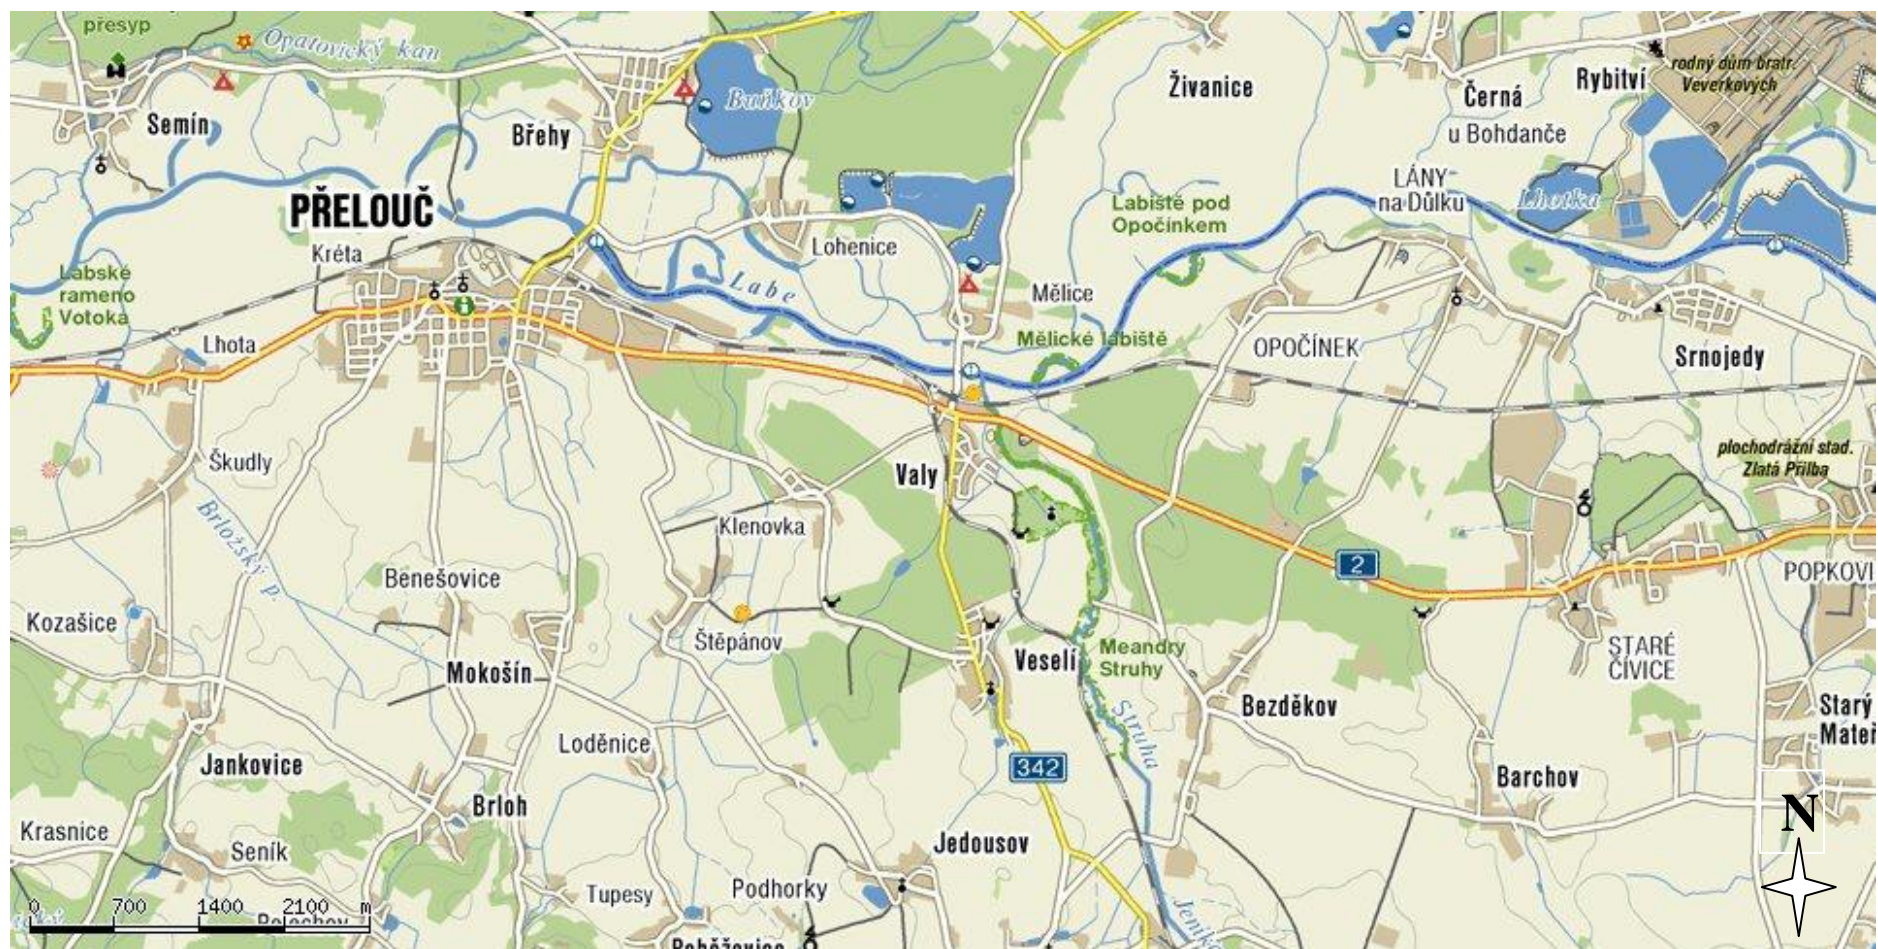 přesyp
Opatovický kan
Semín
Břehy
Buňkov
Živanice
Černá
u Bohdanče
Rybitví
rodný dům bratr.
Veverkových
PŘELOUČ
Kréta
Lohenice
Labiště pod
Opočínkem
LÁNY
na Důlku
Lhotka
Labské
rameno
Votoka
Lhota
Labe
Mělice
Mělické labiště
OPOČÍNEK
Srnojedy
Škudly
Valy
plochodrážní stad.
Zlatá Přilba
Brložský p.
Klenovka
2
POPKOVI
Benešovice
Kozašice
Štěpánov
Mokošín
Veselí
Meandry
Struhy
STARÉ
ČÍVICE
Bezděkov
Struha
Starý
Mateř
Loděnice
Jankovice
342
Barchov
Brloh
N
Krasnice
Seník
Jedousov
Tupesy
Podhorky
0 700 1400 2100 m